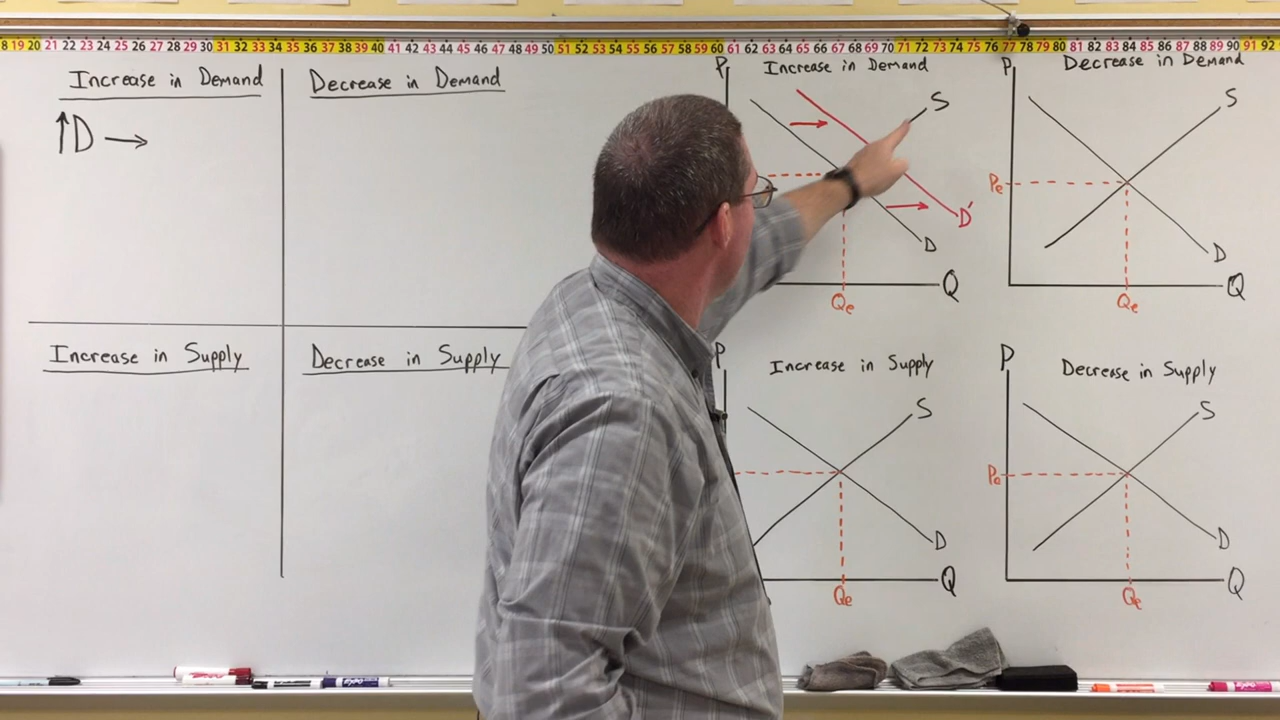 8 19 20 21 22 23 24 25 26 27 28 29 30 31 32 33 34 35 36 37 38 39 40 41 42 43 44 45 46 47 48 49 50 51 52 53 54 55 56 57 58 59 60 61 62 63 64 65 66 67 68 69 70 71 72 73 74 75 76 77 78 79 80 81 82 83 84 85 86 87 88 89 90 91 92
Increase in Demand
↑D →
Decrease in Demand
Increase in Supply
Decrease in Supply
P Increase in Demand
S
D'
D
Qe
Q
P Decrease in Demand
S
Pe
D
Qe
Q
P Increase in Supply
S
D
Qe
Q
P Decrease in Supply
S
Pe
D
Qe
Q